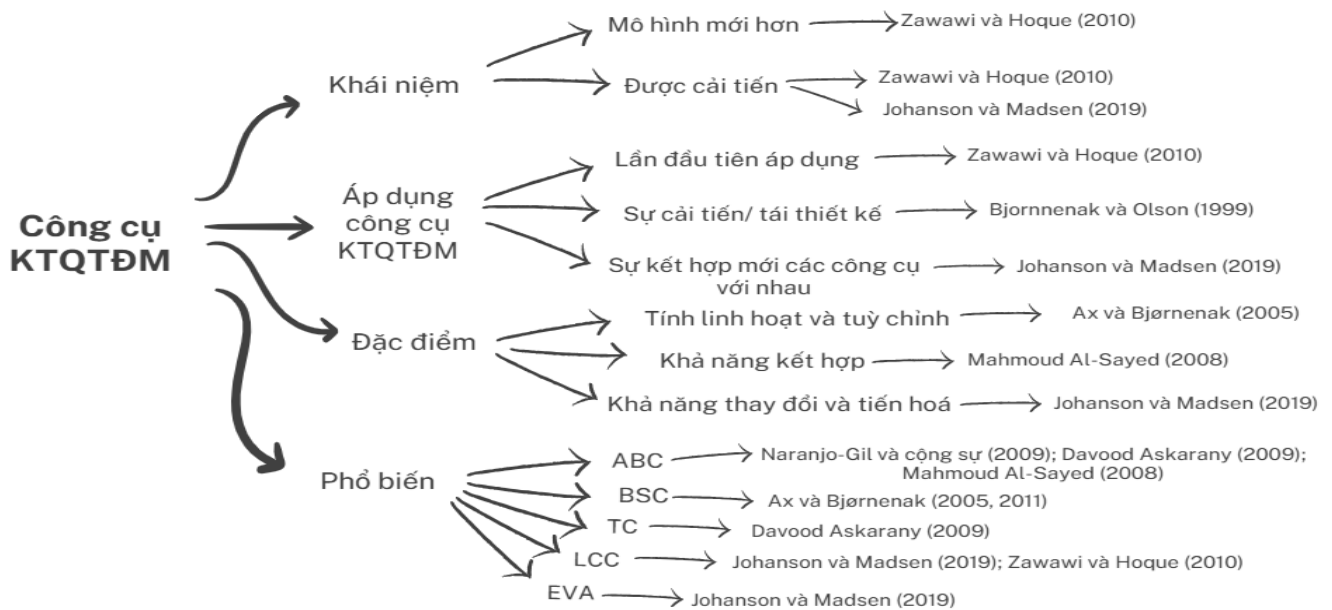 Công cụ
KTQTĐM
Khái niệm
Mô hình mới hơn
Zawawi và Hoque (2010)
Được cải tiến
Zawawi và Hoque (2010)
Johanson và Madsen (2019)
Áp dụng
công cụ
KTQTĐM
Lần đầu tiên áp dụng
Zawawi và Hoque (2010)
Sự cải tiến/ tái thiết kế
Bjornnenak và Olson (1999)
Sự kết hợp mới các công cụ
với nhau
Johanson và Madsen (2019)
Đặc điểm
Tính linh hoạt và tuỳ chỉnh
Ax và Bjørnenak (2005)
Khả năng kết hợp
Mahmoud Al-Sayed (2008)
Khả năng thay đổi và tiến hoá
Johanson và Madsen (2019)
Phổ biến
ABC
Naranjo-Gil và cộng sự (2009); Davood Askarany (2009);
Mahmoud Al-Sayed (2008)
BSC
Ax và Bjørnenak (2005, 2011)
TC
Davood Askarany (2009)
LCC
Johanson và Madsen (2019); Zawawi và Hoque (2010)
EVA
Johanson và Madsen (2019)